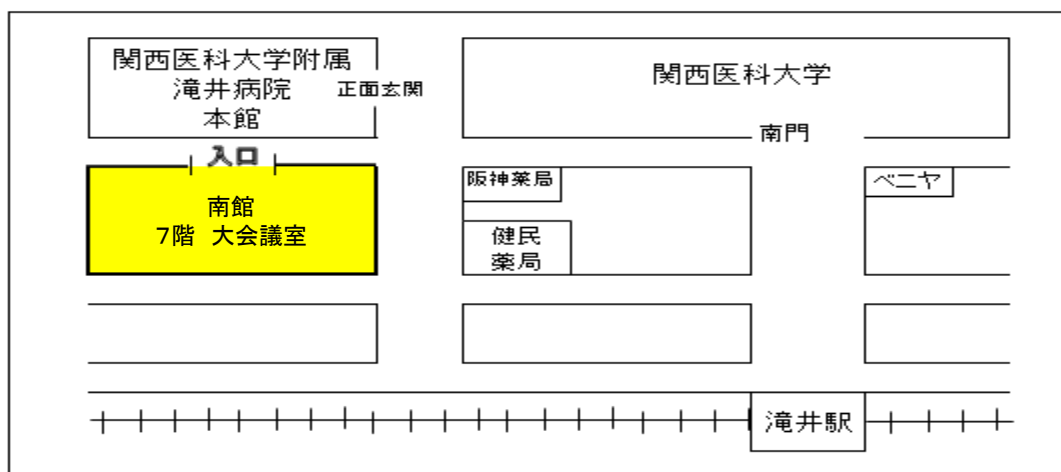 関西医科大学附属
滝井病院
本館
正面玄関
関西医科大学
南門
入口
南館
7階 大会議室
阪神薬局
健民
薬局
ベニヤ
滝井駅